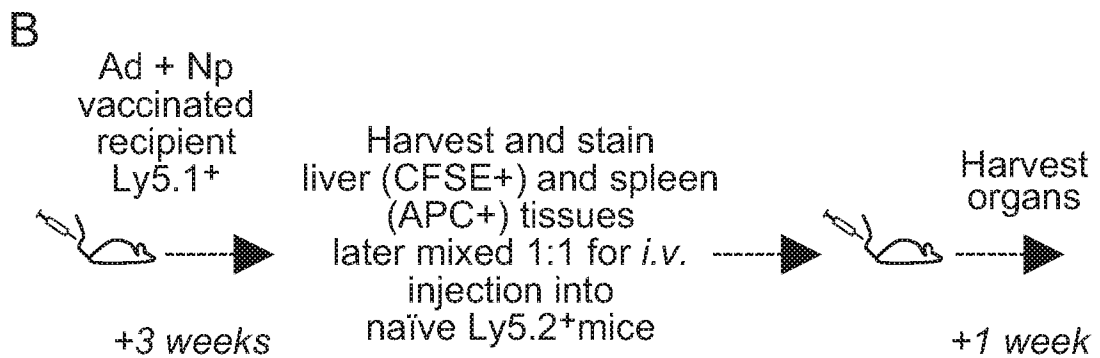 B
Ad + Np
vaccinated
recipient
Ly5.1⁺
Harvest and stain
liver (CFSE+) and spleen
(APC+) tissues
later mixed 1:1 for i.v.
injection into
naïve Ly5.2⁺mice
Harvest
organs
+3 weeks
+1 week